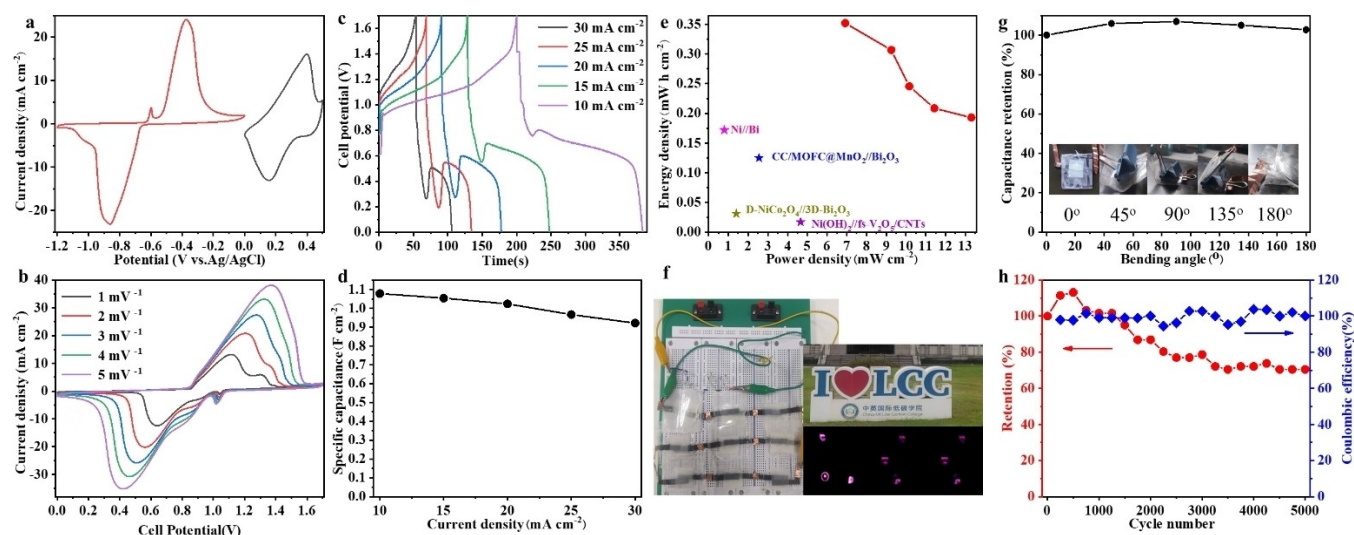 a
Current density (mA cm⁻²)
20
10
0
-10
-20
-1.2 -0.8 -0.4 0.0 0.4
Potential (V vs.Ag/AgCl)
b
Current density (mA cm⁻²)
40
30
20
10
0
-10
-20
-30
1 mV ⁻¹
2 mV ⁻¹
3 mV ⁻¹
4 mV ⁻¹
5 mV ⁻¹
0.0 0.2 0.4 0.6 0.8 1.0 1.2 1.4 1.6
Cell Potential(V)
c
Cell potential (V)
1.6
1.4
1.2
1.0
0.8
0.6
0.4
0.2
0.0
30 mA cm⁻²
25 mA cm⁻²
20 mA cm⁻²
15 mA cm⁻²
10 mA cm⁻²
0 50 100 150 200 250 300 350
Time(s)
d
Specific capacitance(F cm⁻²)
1.1
1.0
0.9
0.8
0.7
0.6
0.5
0.4
0.3
0.2
0.1
0.0
10 15 20 25 30
Current density(mA cm⁻²)
e
Energy density(mW h cm⁻²)
0.35
0.30
0.25
0.20
0.15
0.10
0.05
0.00
Ni//Bi
CC/MOFC@MnO₂//Bi₂O₃
D-NiCo₂O₄//3D-Bi₂O₃
Ni(OH)₂//fs-V₂O₅/CNTs
0 1 2 3 4 5 6 7 8 9 10 11 12 13
Power density(mW cm⁻²)
f
I LCC
中英国际低碳学院
g
Capacitance retention (%)
100
80
60
40
20
0
0° 45° 90° 135° 180°
0 20 40 60 80 100 120 140 160 180
Bending angle(°)
h
Retention (%)
120
100
80
60
40
20
0
Coulombic efficiency(%)
120
100
80
60
40
20
0
0 1000 2000 3000 4000 5000
Cycle number